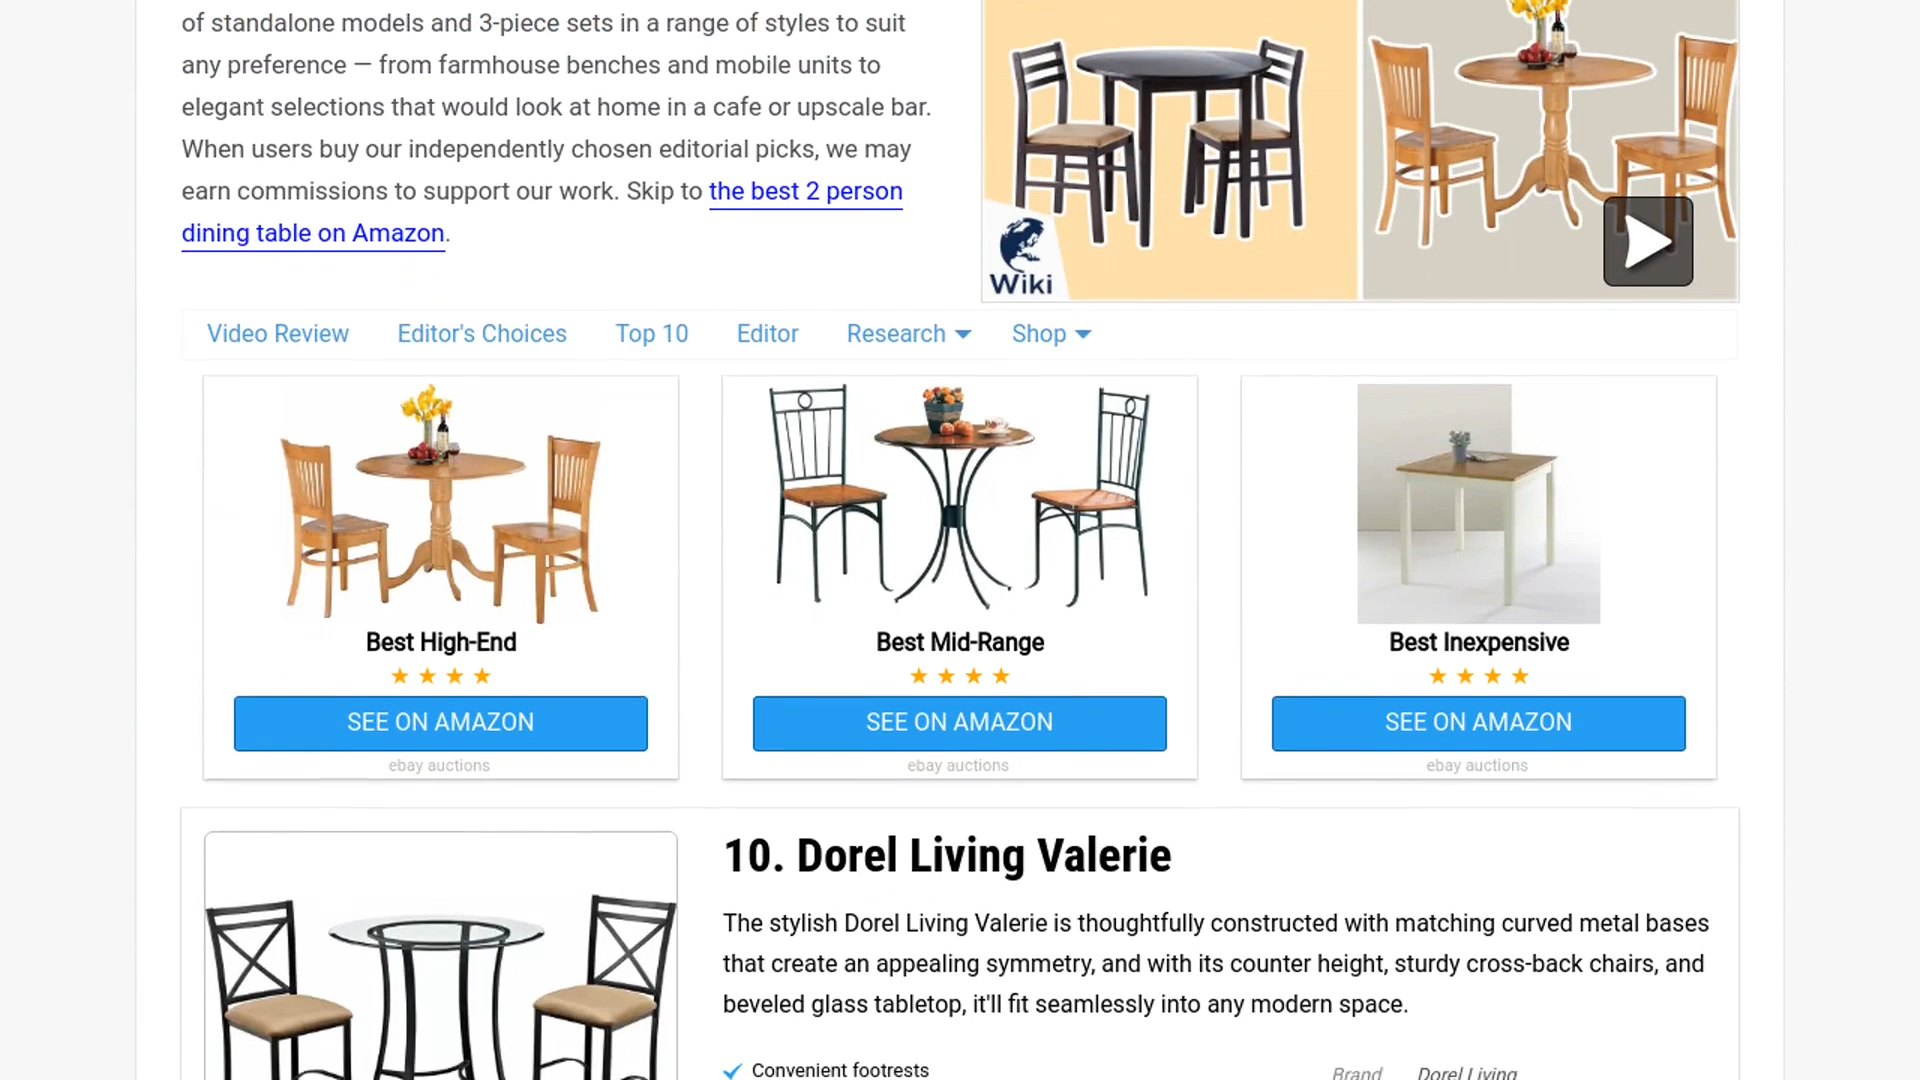 of standalone models and 3-piece sets in a range of styles to suit
any preference — from farmhouse benches and mobile units to
elegant selections that would look at home in a cafe or upscale bar.
When users buy our independently chosen editorial picks, we may
earn commissions to support our work. Skip to the best 2 person
dining table on Amazon.
Wiki
Video Review Editor's Choices Top 10 Editor Research Shop
Best High-End
SEE ON AMAZON
ebay auctions
Best Mid-Range
SEE ON AMAZON
ebay auctions
Best Inexpensive
SEE ON AMAZON
ebay auctions
10. Dorel Living Valerie
The stylish Dorel Living Valerie is thoughtfully constructed with matching curved metal bases
that create an appealing symmetry, and with its counter height, sturdy cross-back chairs, and
beveled glass tabletop, it'll fit seamlessly into any modern space.
Convenient footrests
Brand Dorel Living